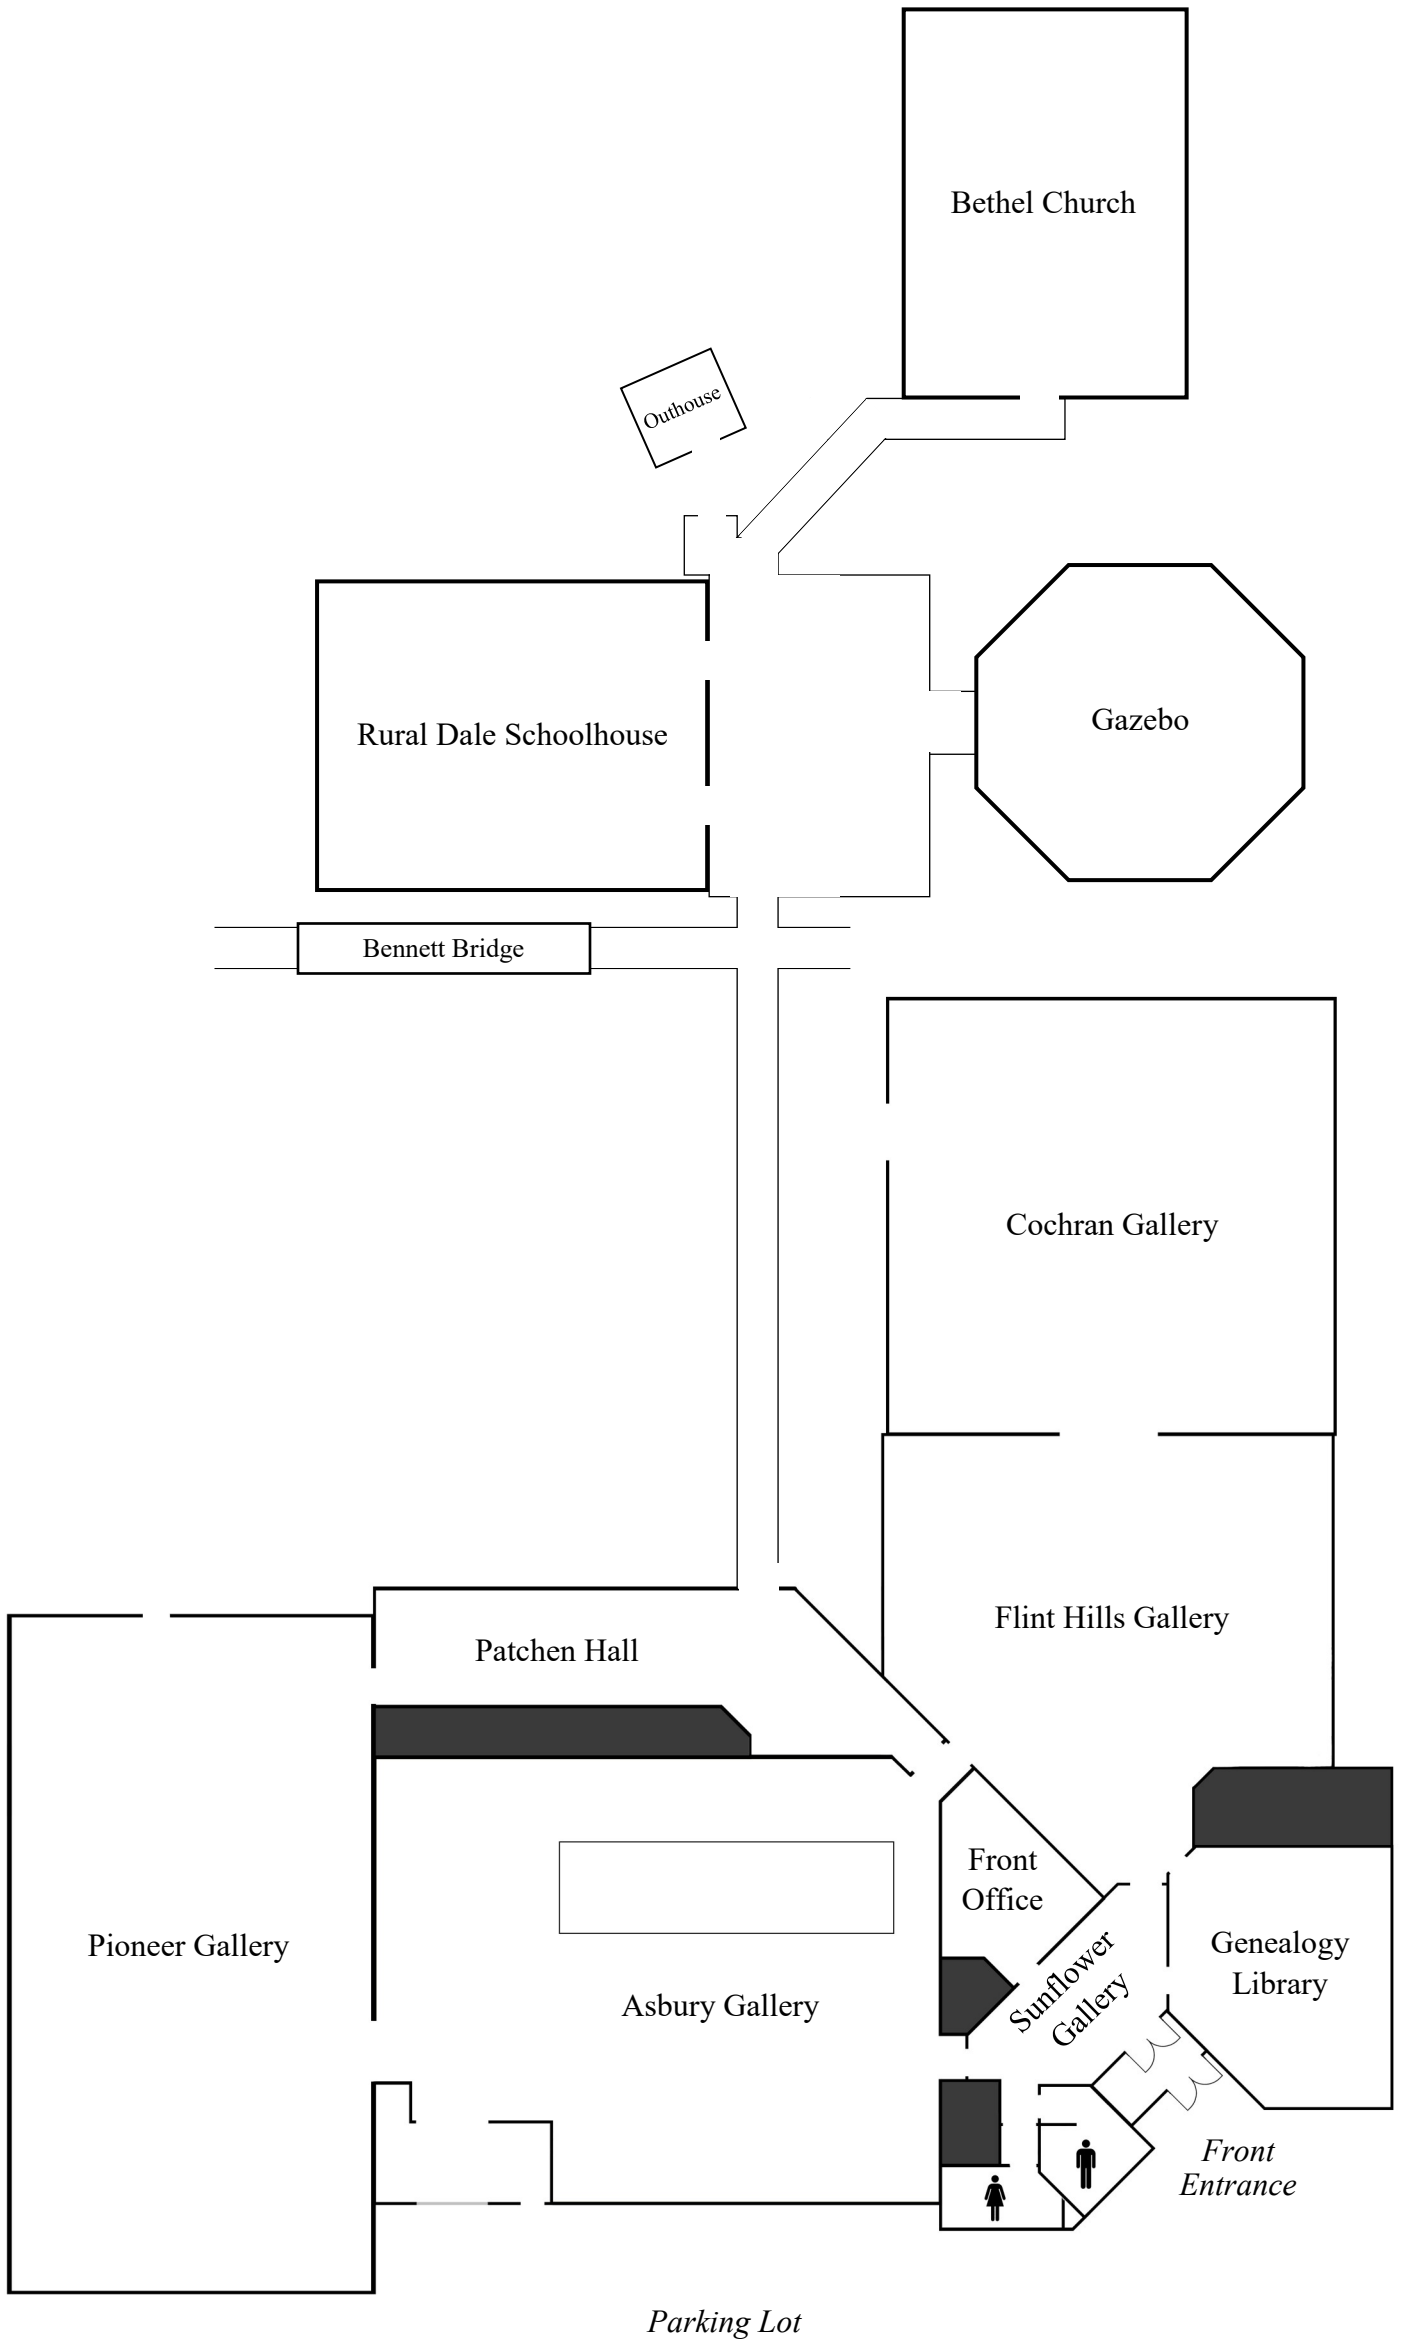 Bethel Church
Outhouse
Rural Dale Schoolhouse
Gazebo
Bennett Bridge
Cochran Gallery
Flint Hills Gallery
Patchen Hall
Front
Office
Pioneer Gallery
Asbury Gallery
Sunflower
Gallery
Genealogy
Library
Front
Entrance
Parking Lot